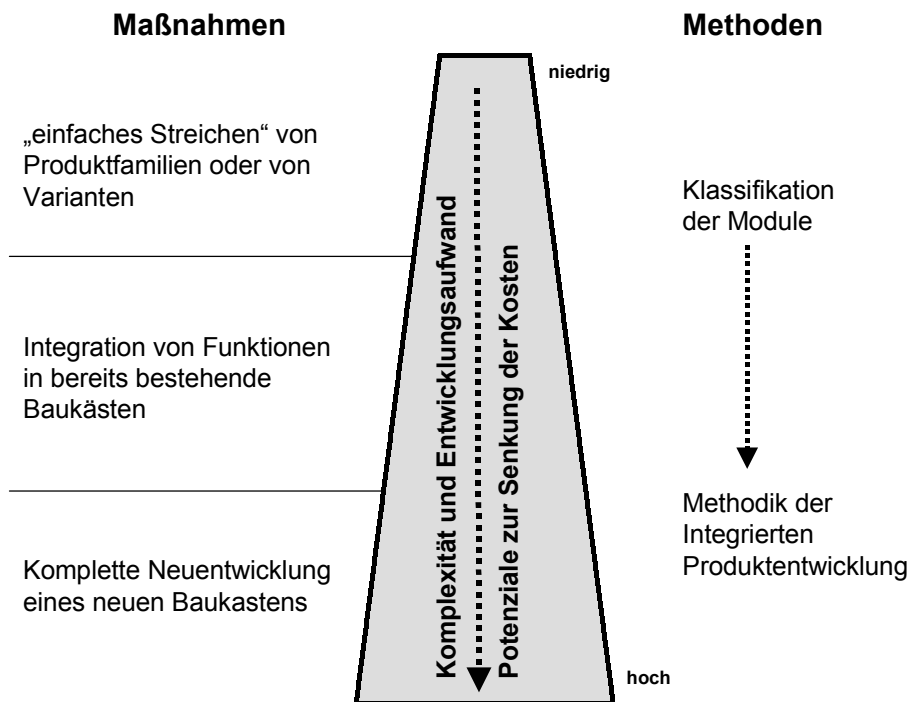 Maßnahmen
Methoden
niedrig
„einfaches Streichen“ von
Produktfamilien oder von
Varianten
Klassifikation
der Module
Komplexität und Entwicklungsaufwand
Potenziale zur Senkung der Kosten
Integration von Funktionen
in bereits bestehende
Baukästen
Methodik der
Integrierten
Produktentwicklung
Komplette Neuentwicklung
eines neuen Baukastens
hoch